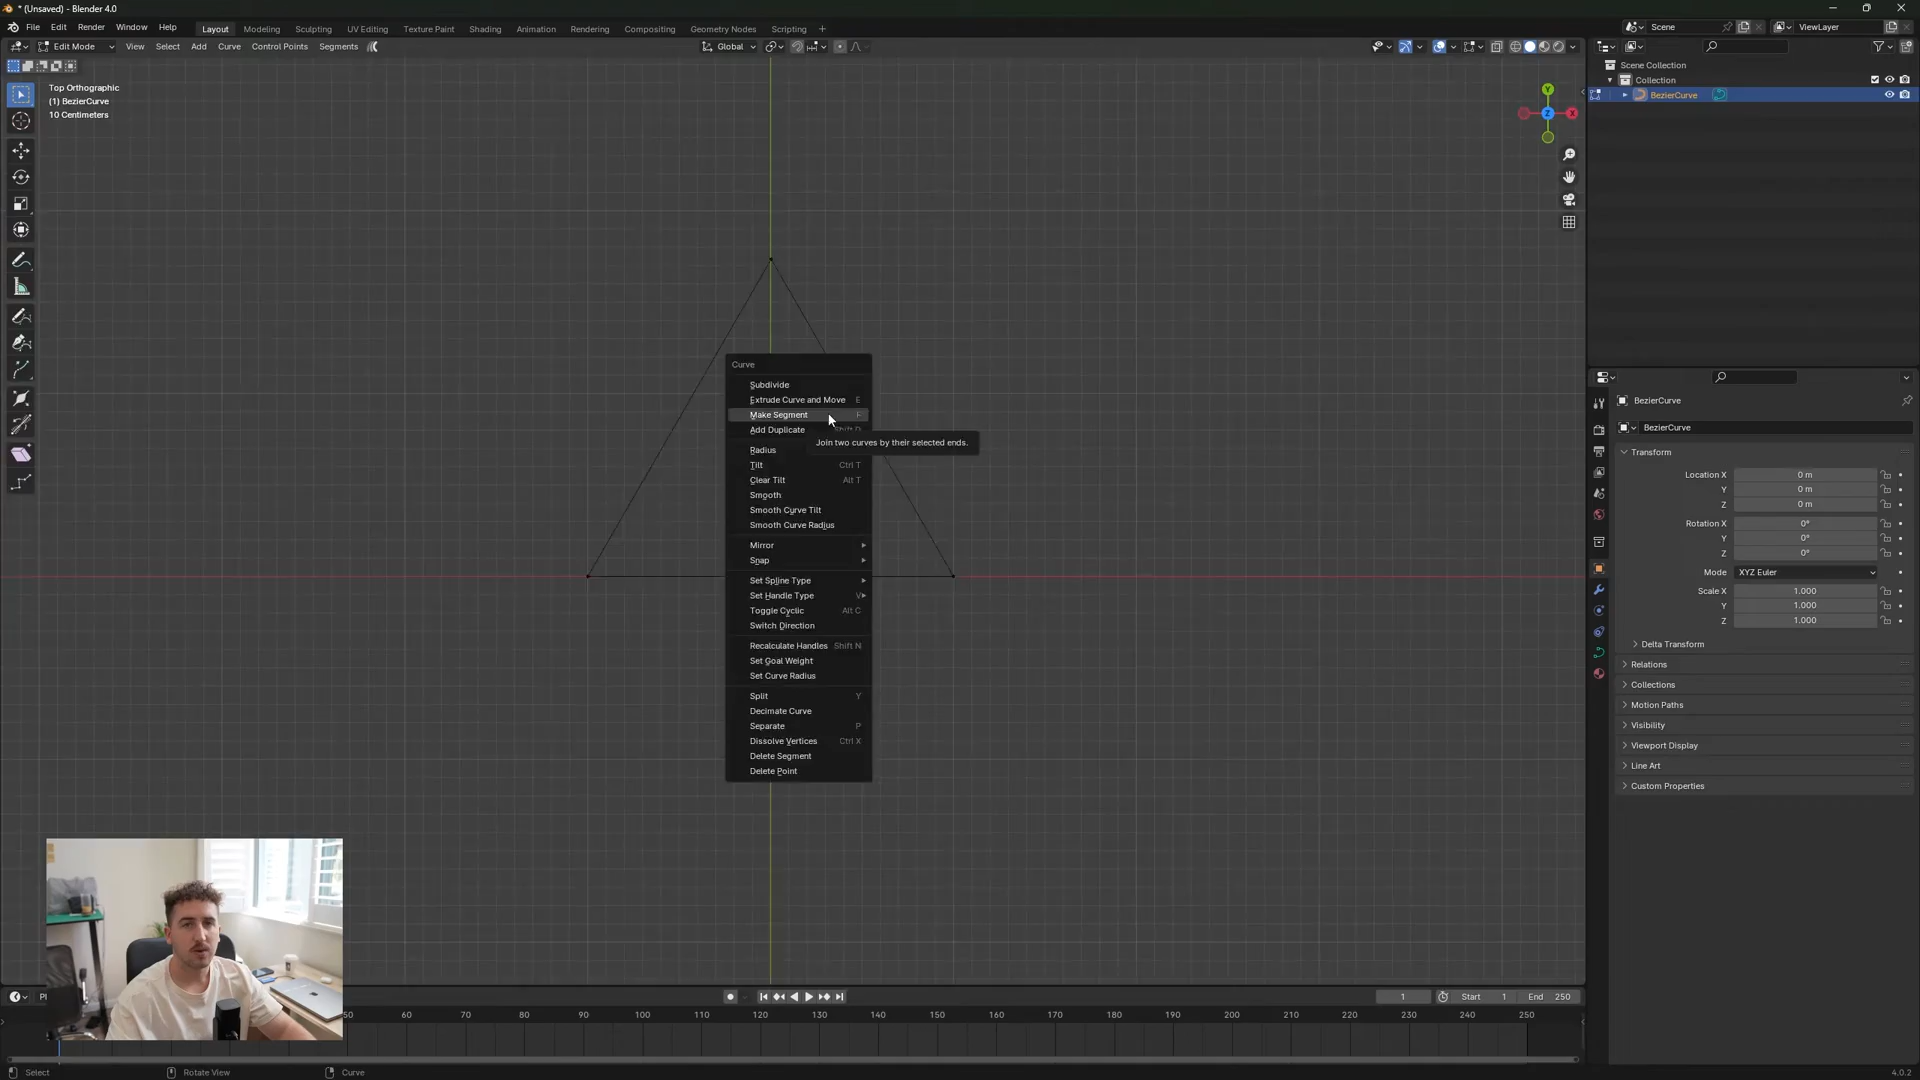 * (Unsaved) - Blender 4.0
File Edit Render Window Help Layout Modeling Sculpting UV Editing Texture Paint Shading Animation Rendering Compositing Geometry Nodes Scripting + Scene ViewLayer
Edit Mode View Select Add Curve Control Points Segments Global
Top Orthographic
(1) BezierCurve
10 Centimeters
Y
Z X
Scene Collection
Collection
BezierCurve
Curve
Subdivide
Extrude Curve and Move E
Make Segment F
Add Duplicate Shift D
Join two curves by their selected ends.
Radius
Tilt Ctrl T
Clear Tilt Alt T
Smooth
Smooth Curve Tilt
Smooth Curve Radius
Mirror
Snap
Set Spline Type
Set Handle Type V
Toggle Cyclic Alt C
Switch Direction
Recalculate Handles Shift N
Set Goal Weight
Set Curve Radius
Split Y
Decimate Curve
Separate P
Dissolve Vertices Ctrl X
Delete Segment
Delete Point
BezierCurve
BezierCurve
Transform
Location X 0 m
Y 0 m
Z 0 m
Rotation X 0°
Y 0°
Z 0°
Mode XYZ Euler
Scale X 1.000
Y 1.000
Z 1.000
Delta Transform
Relations
Collections
Motion Paths
Visibility
Viewport Display
Line Art
Custom Properties
1 Start 1 End 250
50 60 70 80 90 100 110 120 130 140 150 160 170 180 190 200 210 220 230 240 250
Select Rotate View Curve 4.0.2